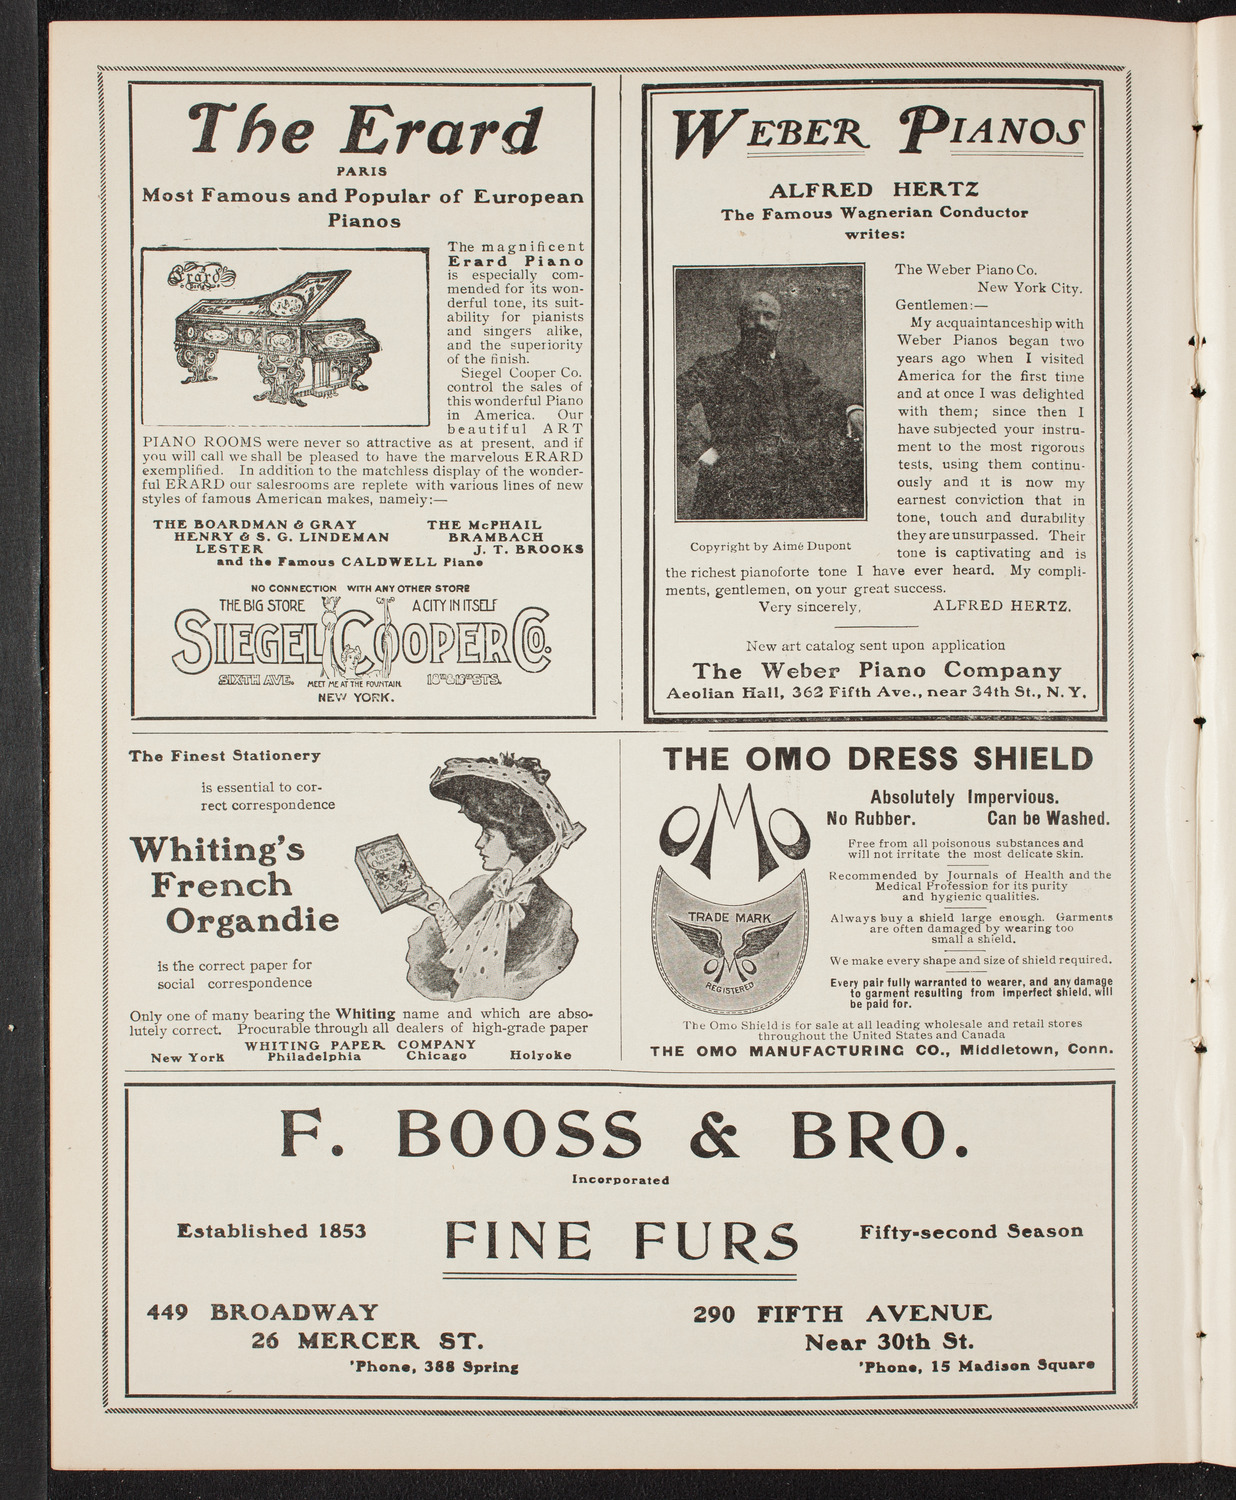 The Erard
PARIS
Most Famous and Popular of European
Pianos
Erard
The magnificent
Erard Piano
is especially com-
mended for its won-
derful tone, its suit-
ability for pianists
and singers alike,
and the superiority
of the finish.
Siegel Cooper Co.
control the sales of
this wonderful Piano
in America. Our
beautiful ART
PIANO ROOMS were never so attractive as at present, and if
you will call we shall be pleased to have the marvelous ERARD
exemplified. In addition to the matchless display of the wonder-
ful ERARD our salesrooms are replete with various lines of new
styles of famous American makes, namely:—
THE BOARDMAN & GRAY THE McPHAIL
HENRY & S. G. LINDEMAN BRAMBACH
LESTER J. T. BROOKS
and the Famous CALDWELL Piano
NO CONNECTION WITH ANY OTHER STORE
THE BIG STORE A CITY IN ITSELF
SIEGEL COOPER CO.
SIXTH AVE. MEET ME AT THE FOUNTAIN. 18TH & 19TH STS.
NEW YORK.
WEBER PIANOS
ALFRED HERTZ
The Famous Wagnerian Conductor
writes:
The Weber Piano Co.
New York City.
Gentlemen:—
My acquaintanceship with
Weber Pianos began two
years ago when I visited
America for the first time
and at once I was delighted
with them; since then I
have subjected your instru-
ment to the most rigorous
tests, using them continu-
ously and it is now my
earnest conviction that in
tone, touch and durability
they are unsurpassed. Their
tone is captivating and is
Copyright by Aimé Dupont
the richest pianoforte tone I have ever heard. My compli-
ments, gentlemen, on your great success.
Very sincerely, ALFRED HERTZ.
New art catalog sent upon application
The Weber Piano Company
Aeolian Hall, 362 Fifth Ave., near 34th St., N. Y.
The Finest Stationery
is essential to cor-
rect correspondence
Whiting's
French
Organdie
is the correct paper for
social correspondence
Only one of many bearing the Whiting name and which are abso-
lutely correct. Procurable through all dealers of high-grade paper
WHITING PAPER COMPANY
New York Philadelphia Chicago Holyoke
THE OMO DRESS SHIELD
OMO
TRADE MARK
OMO
REGISTERED
Absolutely Impervious.
No Rubber. Can be Washed.
Free from all poisonous substances and
will not irritate the most delicate skin.
Recommended by Journals of Health and the
Medical Profession for its purity
and hygienic qualities.
Always buy a shield large enough. Garments
are often damaged by wearing too
small a shield.
We make every shape and size of shield required.
Every pair fully warranted to wearer, and any damage
to garment resulting from imperfect shield, will
be paid for.
The Omo Shield is for sale at all leading wholesale and retail stores
throughout the United States and Canada
THE OMO MANUFACTURING CO., Middletown, Conn.
F. BOOSS & BRO.
Incorporated
Established 1853 FINE FURS Fifty-second Season
449 BROADWAY
26 MERCER ST.
'Phone, 388 Spring
290 FIFTH AVENUE
Near 30th St.
'Phone, 15 Madison Square